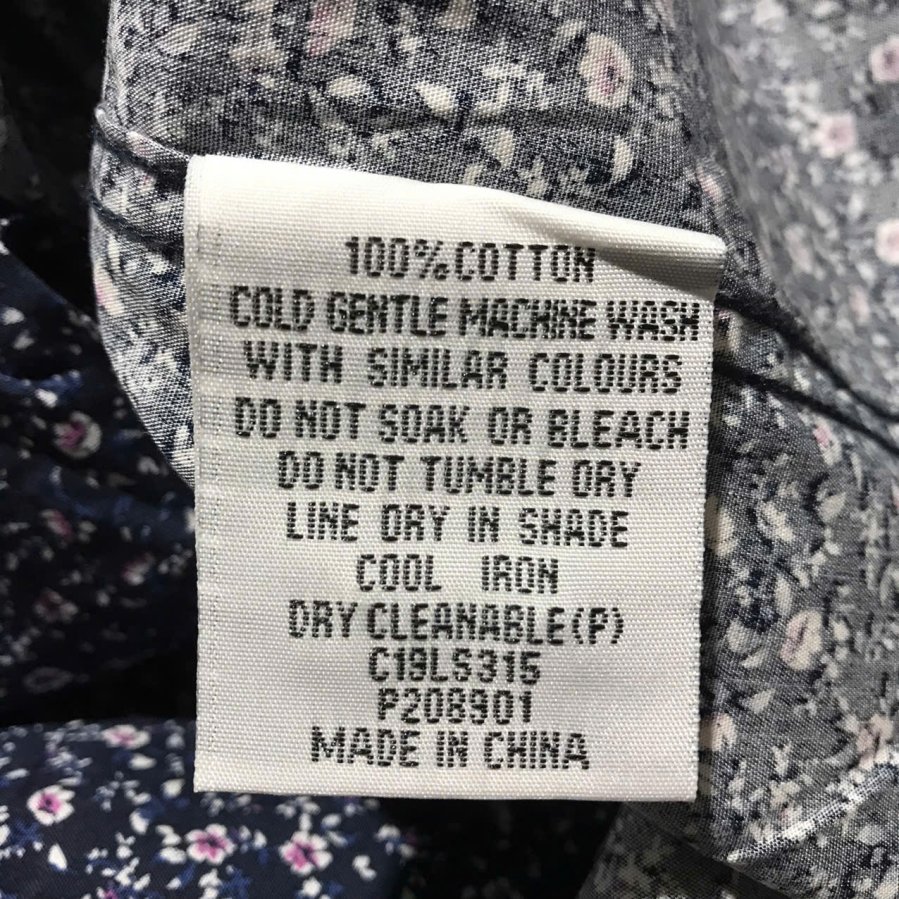 100% COTTON
COLD GENTLE MACHINE WASH
WITH SIMILAR COLOURS
DO NOT SOAK OR BLEACH
DO NOT TUMBLE DRY
LINE DRY IN SHADE
COOL IRON
DRY CLEANABLE(P)
C19LS315
P208901
MADE IN CHINA